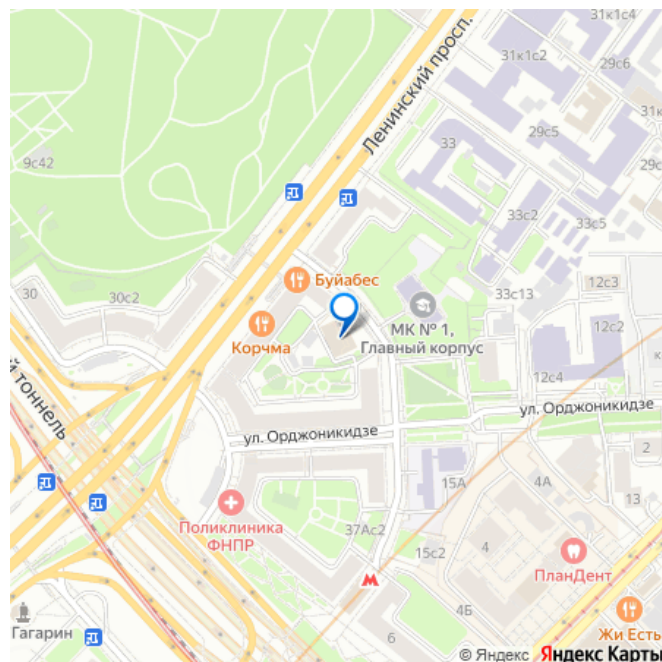 31к1с4
31к1с2
29с6
Ленинский просп.
33
29с5
9с42
33с2
33с5
Буйабес
30
30с2
33с13
12с3
МК № 1,
Главный корпус
12с2
Корчма
12с4
ул. Орджоникидзе
ул. Орджоникидзе
й тоннель
2
15А
4А
13
Поликлиника
ФНПР
37Ас2
15с2
4
ПланДент
4Б
Гагарин
6
Жи Есть
© Яндекс Яндекс Карты